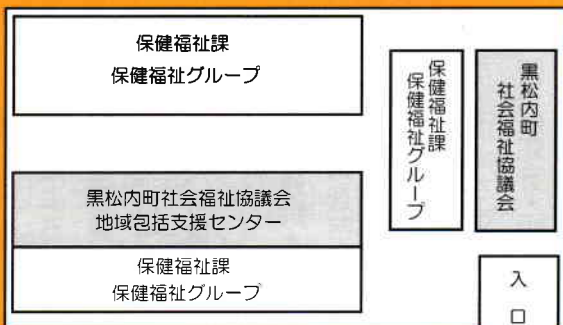 保健福祉課
保健福祉グループ
保健福祉課
保健福祉グループ
黒松内町
社会福祉協議会
黒松内町社会福祉協議会
地域包括支援センター
保健福祉課
保健福祉グループ
入口